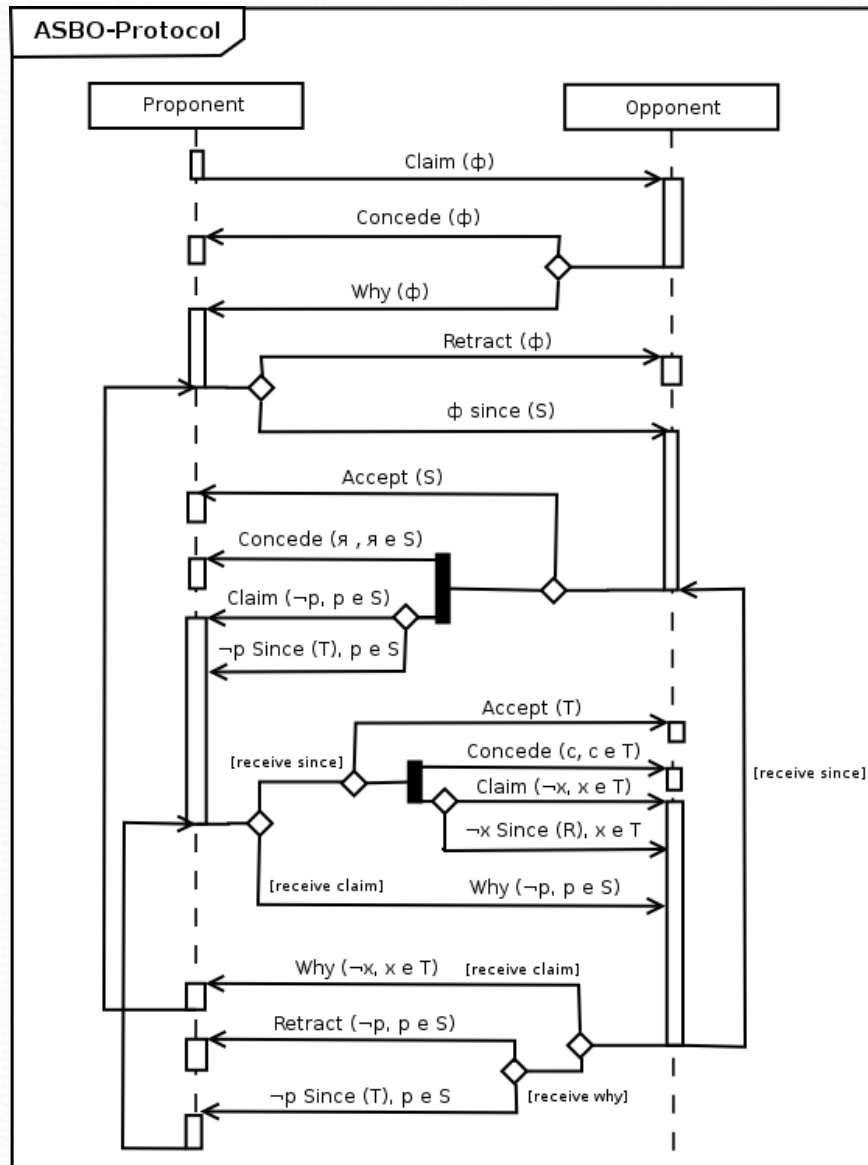 ASBO-Protocol
Proponent
Opponent
Claim (ф)
Concede (ф)
Why (ф)
Retract (ф)
ф since (S)
Accept (S)
Concede (я , я e S)
Claim (¬p, p e S)
¬p Since (T), p e S
Accept (T)
[receive since]
Concede (c, c e T)
[receive since]
Claim (¬x, x e T)
¬x Since (R), x e T
[receive claim]
Why (¬p, p e S)
Why (¬x, x e T)
[receive claim]
Retract (¬p, p e S)
¬p Since (T), p e S
[receive why]